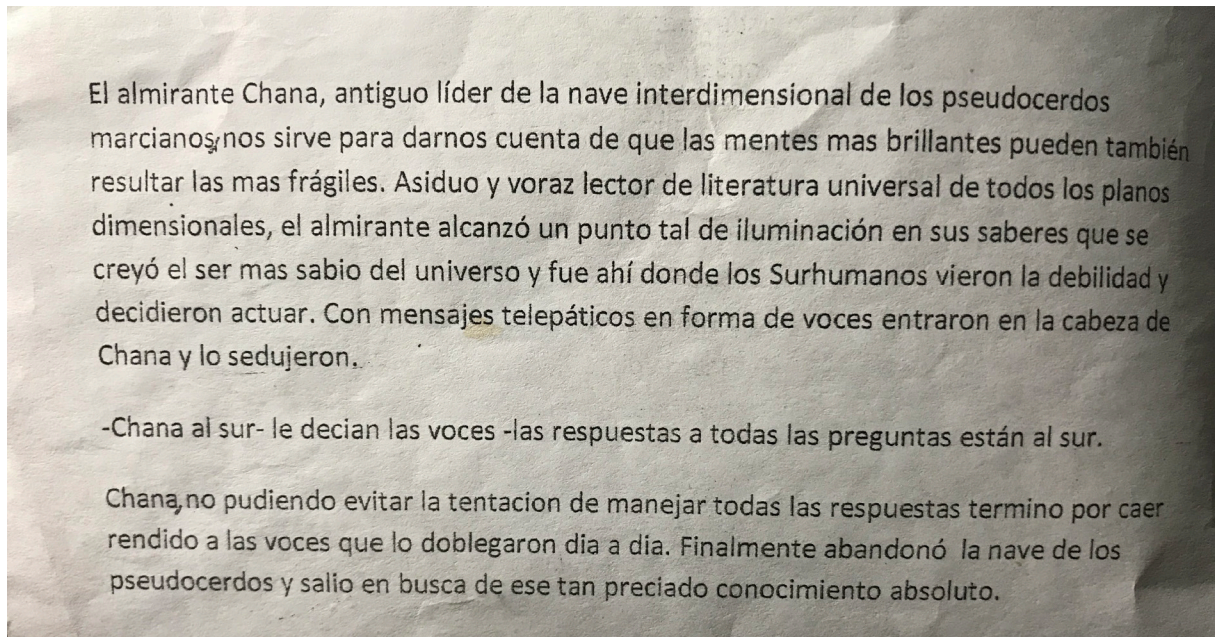 El almirante Chana, antiguo líder de la nave interdimensional de los pseudocerdos
marcianos, nos sirve para darnos cuenta de que las mentes mas brillantes pueden también
resultar las mas frágiles. Asiduo y voraz lector de literatura universal de todos los planos
dimensionales, el almirante alcanzó un punto tal de iluminación en sus saberes que se
creyó el ser mas sabio del universo y fue ahí donde los Surhumanos vieron la debilidad y
decidieron actuar. Con mensajes telepáticos en forma de voces entraron en la cabeza de
Chana y lo sedujeron.
-Chana al sur- le decian las voces -las respuestas a todas las preguntas están al sur.
Chana, no pudiendo evitar la tentacion de manejar todas las respuestas termino por caer
rendido a las voces que lo doblegaron dia a dia. Finalmente abandonó la nave de los
pseudocerdos y salio en busca de ese tan preciado conocimiento absoluto.